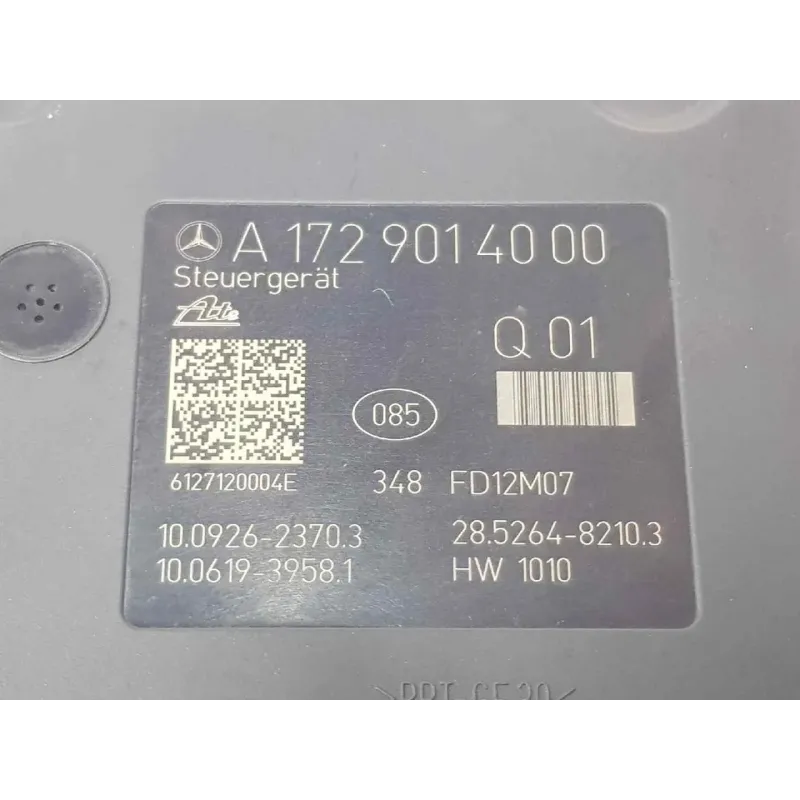 A 172 901 40 00
Steuergerät
Ate
Q 01
085
6127120004E 348 FD12M07
10.0926-2370.3 28.5264-8210.3
10.0619-3958.1 HW 1010